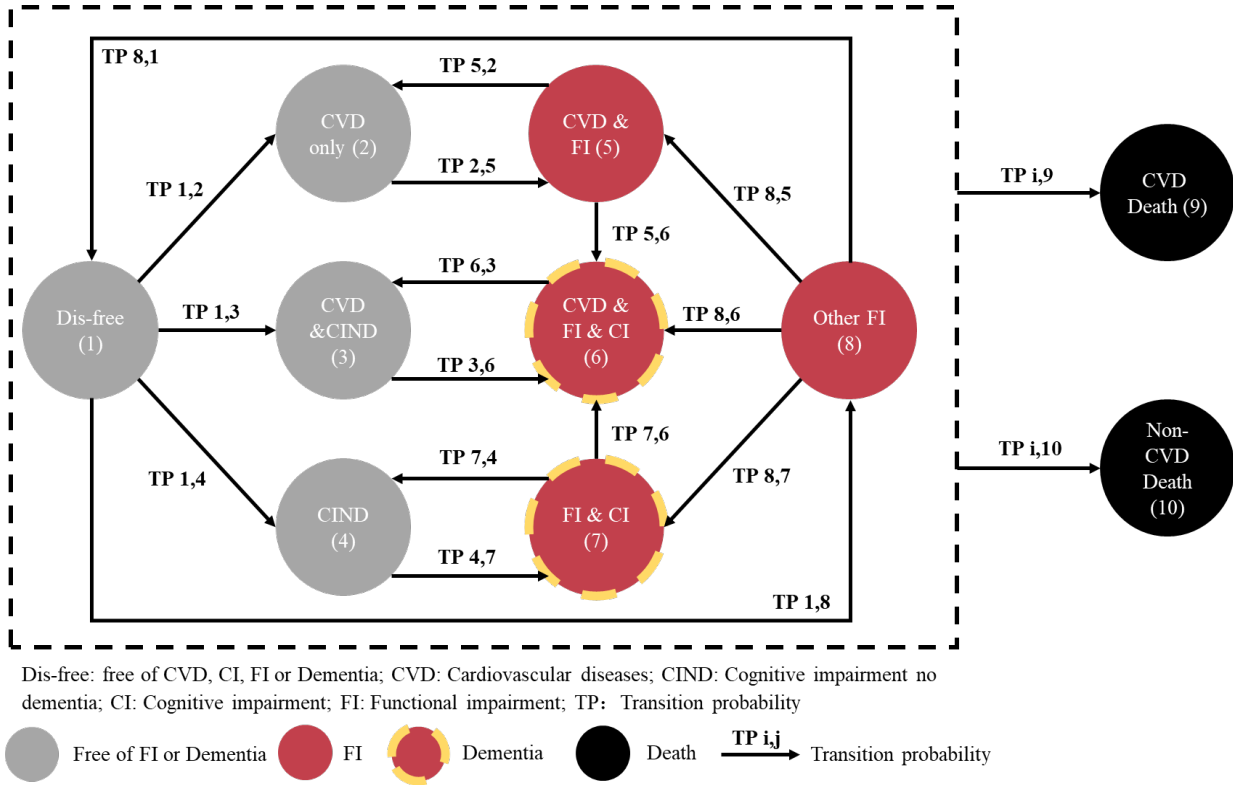 TP 8,1
TP 5,2
CVD
only (2)
CVD &
FI (5)
TP i,9
CVD
Death (9)
TP 2,5
TP 1,2
TP 8,5
TP 5,6
TP 6,3
Dis-free
(1)
TP 1,3
CVD
&CIND
(3)
CVD &
FI & CI
(6)
TP 8,6
Other FI
(8)
TP 3,6
TP 7,6
TP i,10
Non-
CVD
Death
(10)
TP 1,4
TP 7,4
TP 8,7
CIND
(4)
FI & CI
(7)
TP 4,7
TP 1,8
Dis-free: free of CVD, CI, FI or Dementia; CVD: Cardiovascular diseases; CIND: Cognitive impairment no
dementia; CI: Cognitive impairment; FI: Functional impairment; TP: Transition probability
Free of FI or Dementia
FI
Dementia
Death
TP i,j
Transition probability